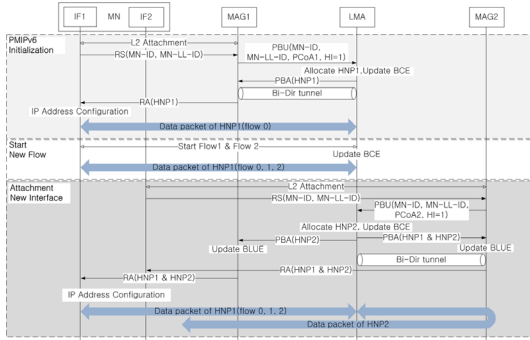 IF1 MN IF2 MAG1 LMA MAG2
PMIPv6
Initialization
L2 Attachment
RS(MN-ID, MN-LL-ID)
PBU(MN-ID,
MN-LL-ID, PCoA1, HI=1)
Allocate HNP1,Update BCE
PBA(HNP1)
Bi-Dir tunnel
RA(HNP1)
IP Address Configuration
Data packet of HNP1(flow 0)
Start
New Flow
Start Flow1 & Flow 2
Update BCE
Data packet of HNP1(flow 0, 1, 2)
Attachment
New Interface
L2 Attachment
RS(MN-ID, MN-LL-ID)
PBU(MN-ID, MN-LL-ID,
PCoA2, HI=1)
Allocate HNP2, Update BCE
PBA(HNP2)
PBA(HNP1 & HNP2)
Update BLUE
Update BLUE
Bi-Dir tunnel
RA(HNP1 & HNP2)
RA(HNP1 & HNP2)
IP Address Configuration
Data packet of HNP1(flow 0, 1, 2)
Data packet of HNP2